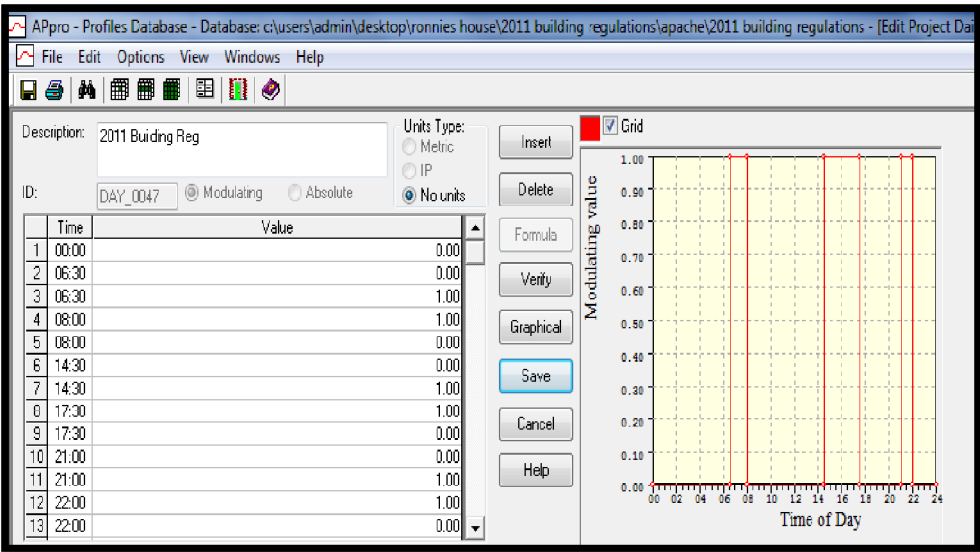 APpro - Profiles Database - Database: c:\users\admin\desktop\ronnies house\2011 building regulations\apache\2011 building regulations - [Edit Project Dai
File Edit Options View Windows Help
Description: 2011 Buiding Reg
Units Type:
Metric
IP
No units
ID: DAY_0047 Modulating Absolute
Time Value
1 00:00 0.00
2 06:30 0.00
3 06:30 1.00
4 08:00 1.00
5 08:00 0.00
6 14:30 0.00
7 14:30 1.00
8 17:30 1.00
9 17:30 0.00
10 21:00 0.00
11 21:00 1.00
12 22:00 1.00
13 22:00 0.00
Insert
Delete
Formula
Verify
Graphical
Save
Cancel
Help
Grid
Modulating value
1.00
0.90
0.80
0.70
0.60
0.50
0.40
0.30
0.20
0.10
0.00
00 02 04 06 08 10 12 14 16 18 20 22 24
Time of Day